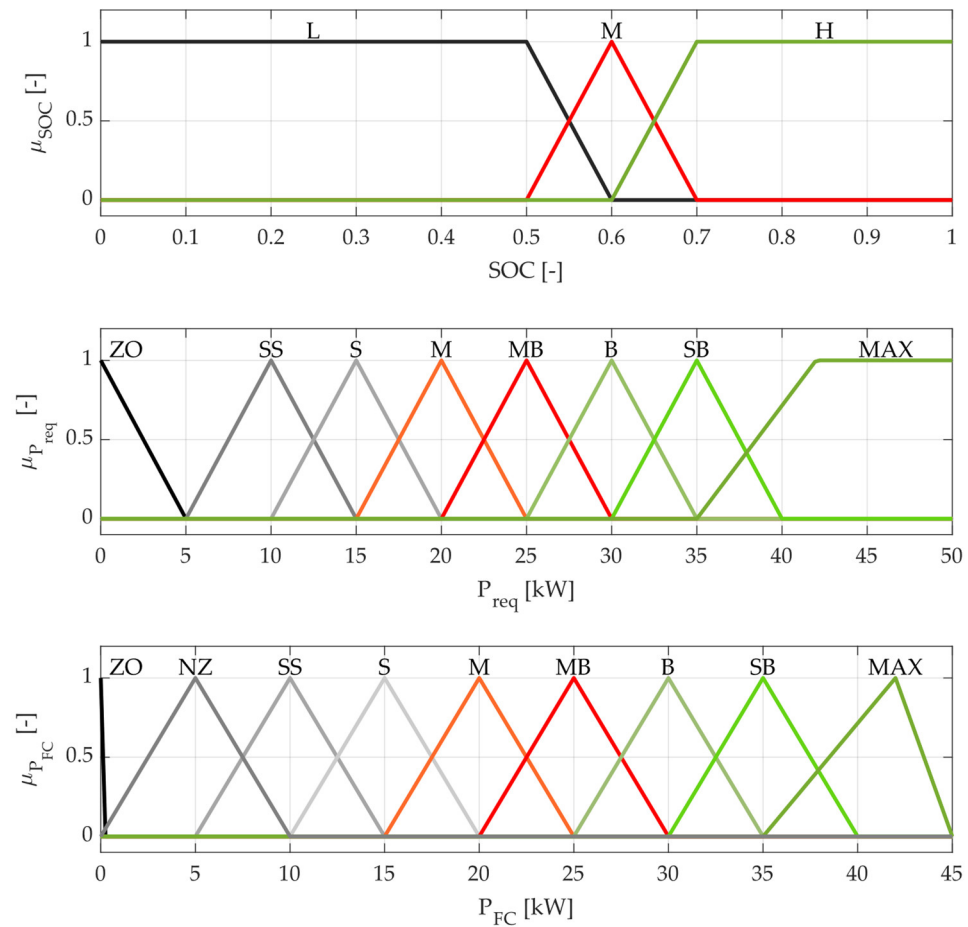 L M H
1
0.5
0
μSOC [-]
0 0.1 0.2 0.3 0.4 0.5 0.6 0.7 0.8 0.9 1
SOC [-]
ZO SS S M MB B SB MAX
1
0.5
0
μPreq [-]
0 5 10 15 20 25 30 35 40 45 50
Preq [kW]
ZO NZ SS S M MB B SB MAX
1
0.5
0
μPFC [-]
0 5 10 15 20 25 30 35 40 45
PFC [kW]